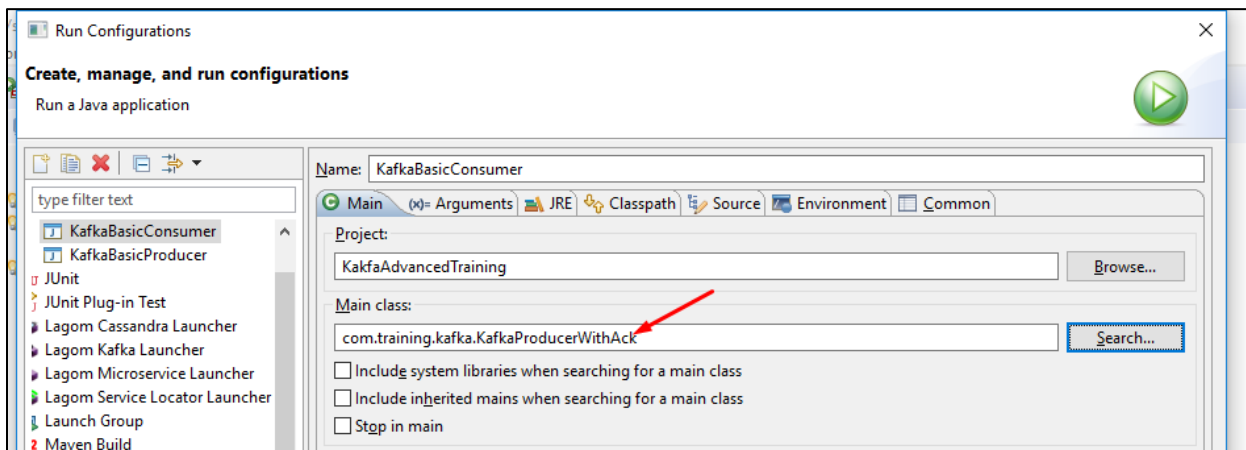 Run Configurations
Create, manage, and run configurations
Run a Java application
type filter text
KafkaBasicConsumer
KafkaBasicProducer
JUnit
JUnit Plug-in Test
Lagom Cassandra Launcher
Lagom Kafka Launcher
Lagom Microservice Launcher
Lagom Service Locator Launcher
Launch Group
Maven Build
Name: KafkaBasicConsumer
Main (x)= Arguments JRE Classpath Source Environment Common
Project:
KakfaAdvancedTraining Browse...
Main class:
com.training.kafka.KafkaProducerWithAck Search...
Include system libraries when searching for a main class
Include inherited mains when searching for a main class
Stop in main